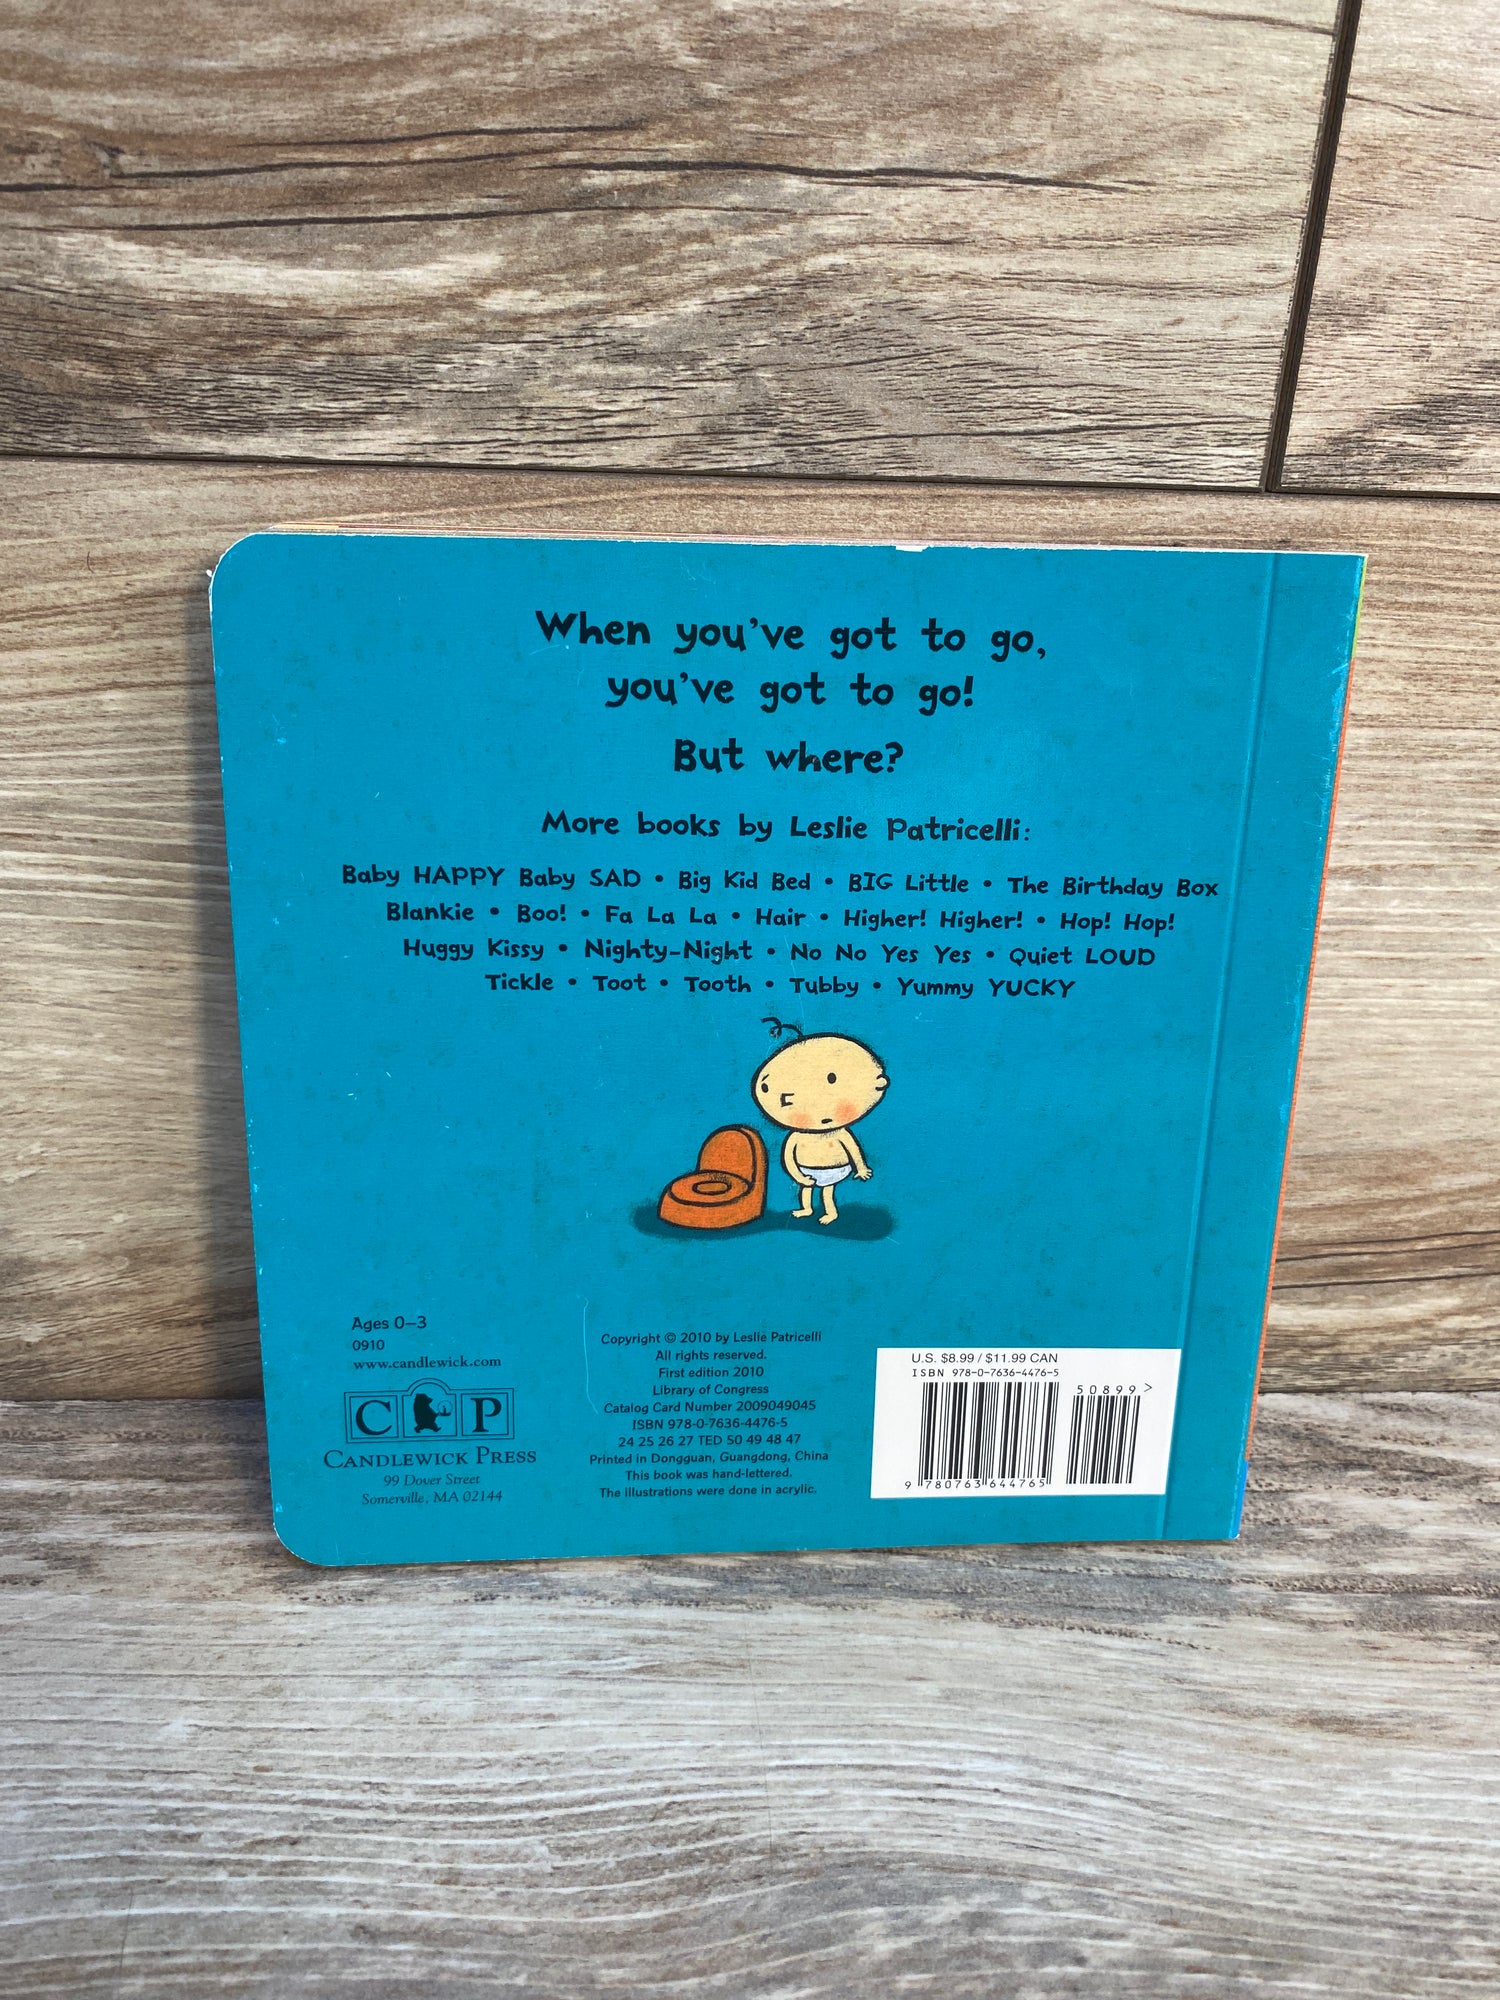 When you've got to go,
you've got to go!
But where?
More books by Leslie Patricelli:
Baby HAPPY Baby SAD • Big Kid Bed • BIG Little • The Birthday Box
Blankie • Boo! • Fa La La • Hair • Higher! Higher! • Hop! Hop!
Huggy Kissy • Nighty-Night • No No Yes Yes • Quiet LOUD
Tickle • Toot • Tooth • Tubby • Yummy YUCKY
Ages 0–3
0910
www.candlewick.com
C P
CANDLEWICK PRESS
99 Dover Street
Somerville, MA 02144
Copyright © 2010 by Leslie Patricelli
All rights reserved.
First edition 2010
Library of Congress
Catalog Card Number 2009049045
ISBN 978-0-7636-4476-5
24 25 26 27 TED 50 49 48 47
Printed in Dongguan, Guangdong, China
This book was hand-lettered.
The illustrations were done in acrylic.
U.S. $8.99 / $11.99 CAN
ISBN 978-0-7636-4476-5
50899>
9 780763 644765